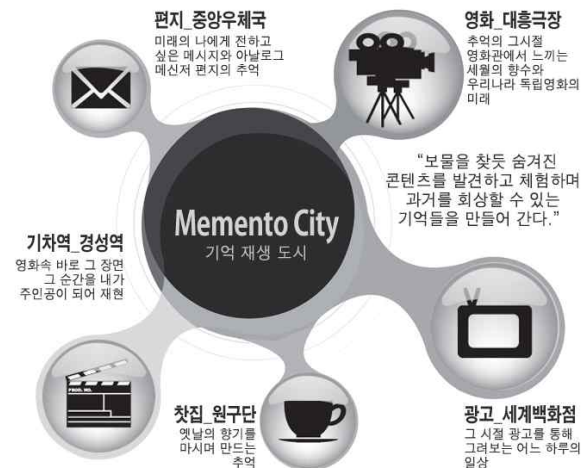 편지_중앙우체국
미래의 나에게 전하고
싶은 메시지와 아날로그
메신저 편지의 추억
영화_대흥극장
추억의 그시절
영화관에서 느끼는
세월의 향수와
우리나라 독립영화의
미래
“보물을 찾듯 숨겨진
콘텐츠를 발견하고 체험하며
과거를 회상할 수 있는
기억들을 만들어 간다.”
Memento City
기억 재생 도시
기차역_경성역
영화속 바로 그 장면
그 순간을 내가
주인공이 되어 재현
PROD. NO.
찻집_원구단
옛날의 향기를
마시며 만드는
추억
광고_세계백화점
그 시절 광고를 통해
그려보는 어느 하루의
일상